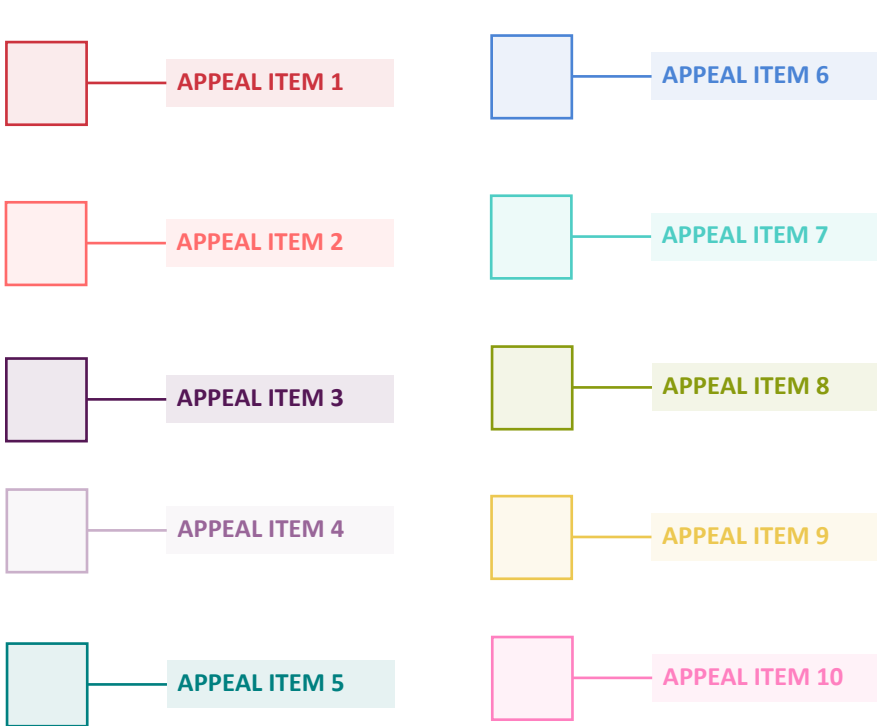 APPEAL ITEM 1
APPEAL ITEM 2
APPEAL ITEM 3
APPEAL ITEM 4
APPEAL ITEM 5
APPEAL ITEM 6
APPEAL ITEM 7
APPEAL ITEM 8
APPEAL ITEM 9
APPEAL ITEM 10